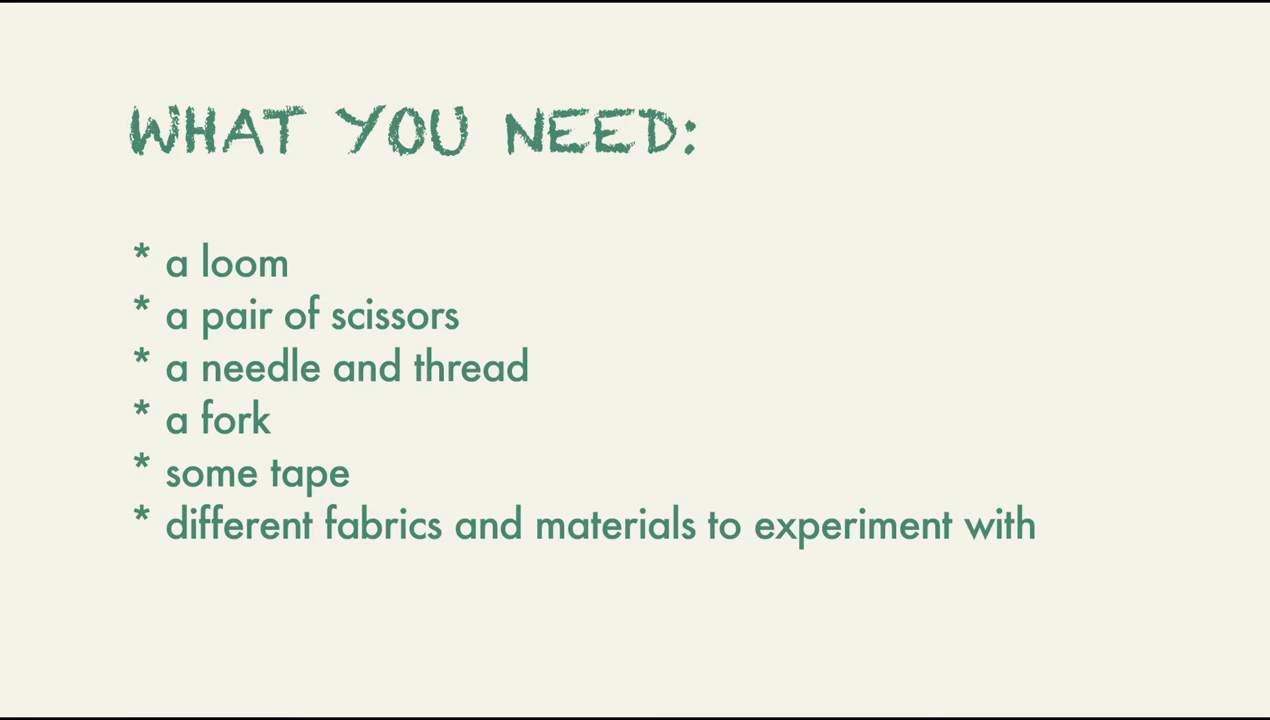 WHAT YOU NEED:
* a loom
* a pair of scissors
* a needle and thread
* a fork
* some tape
* different fabrics and materials to experiment with